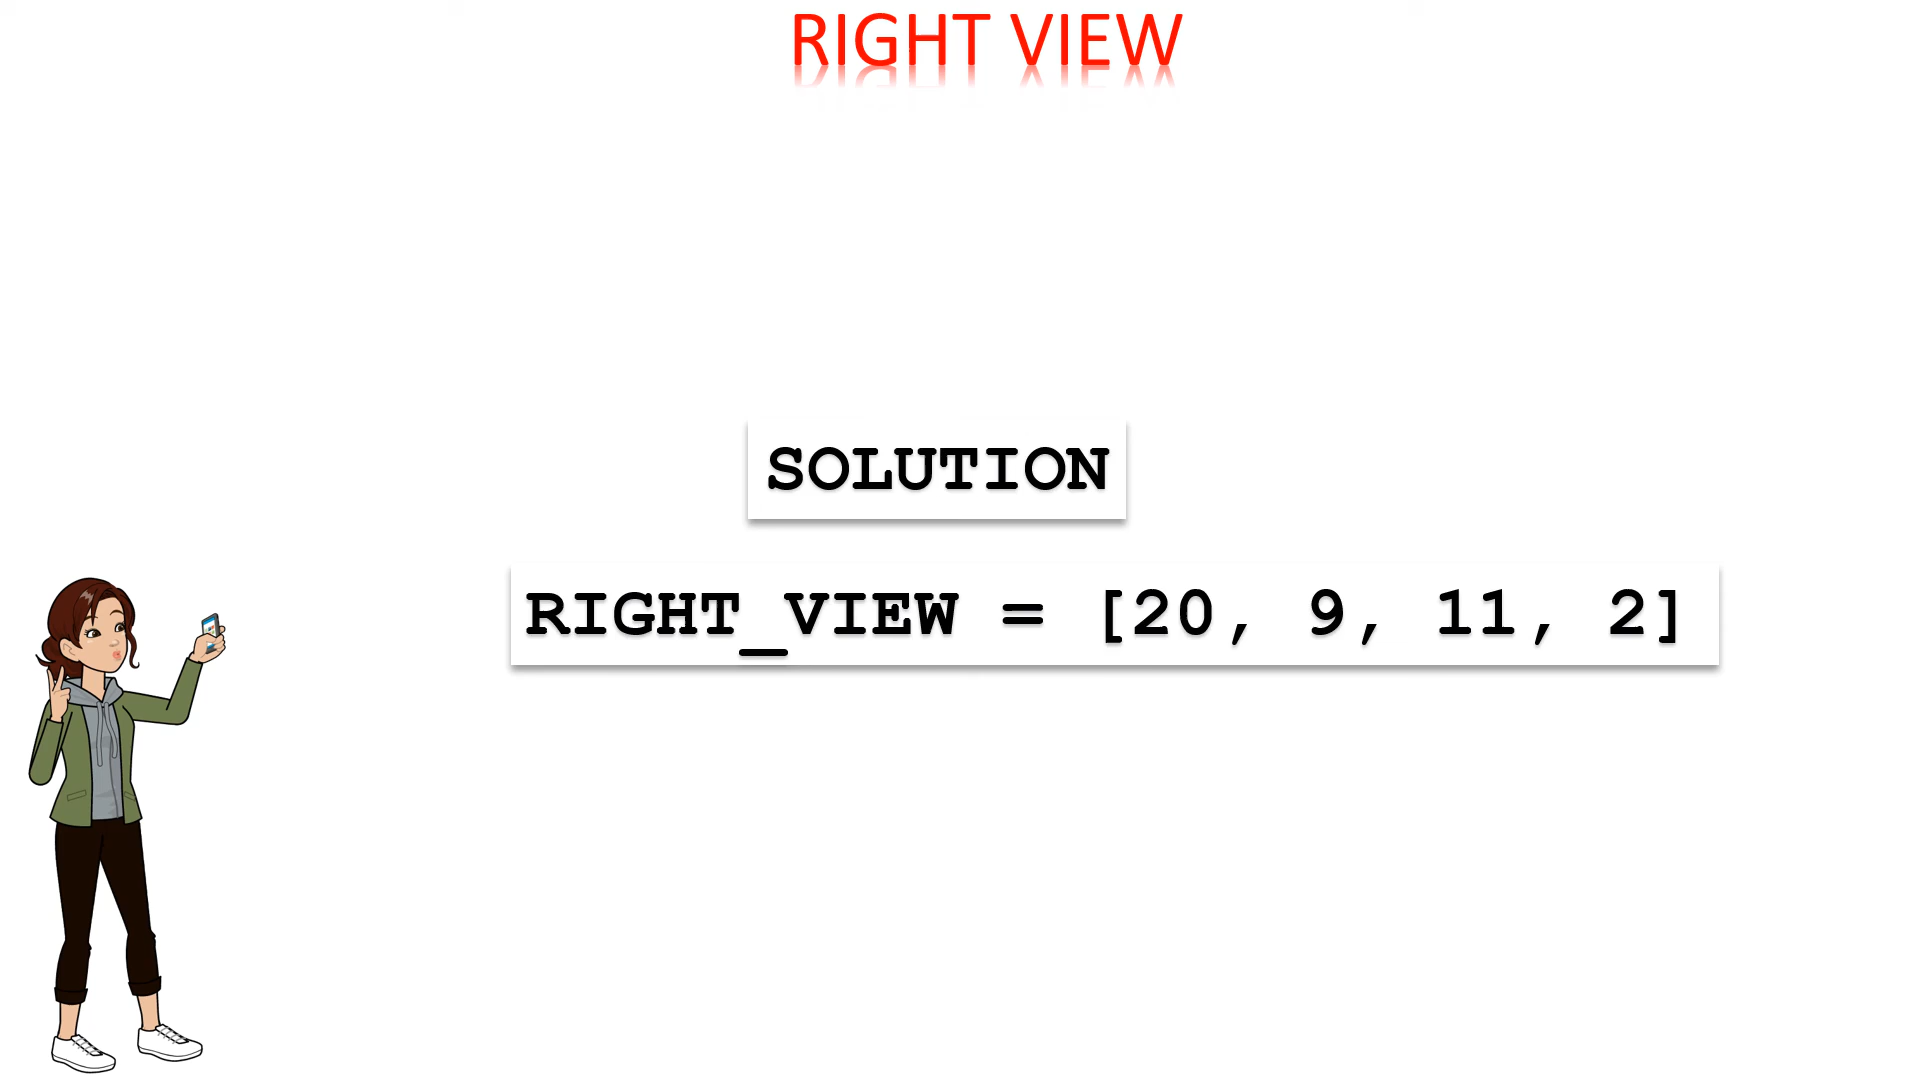 RIGHT VIEW
SOLUTION
RIGHT_VIEW = [20, 9, 11, 2]